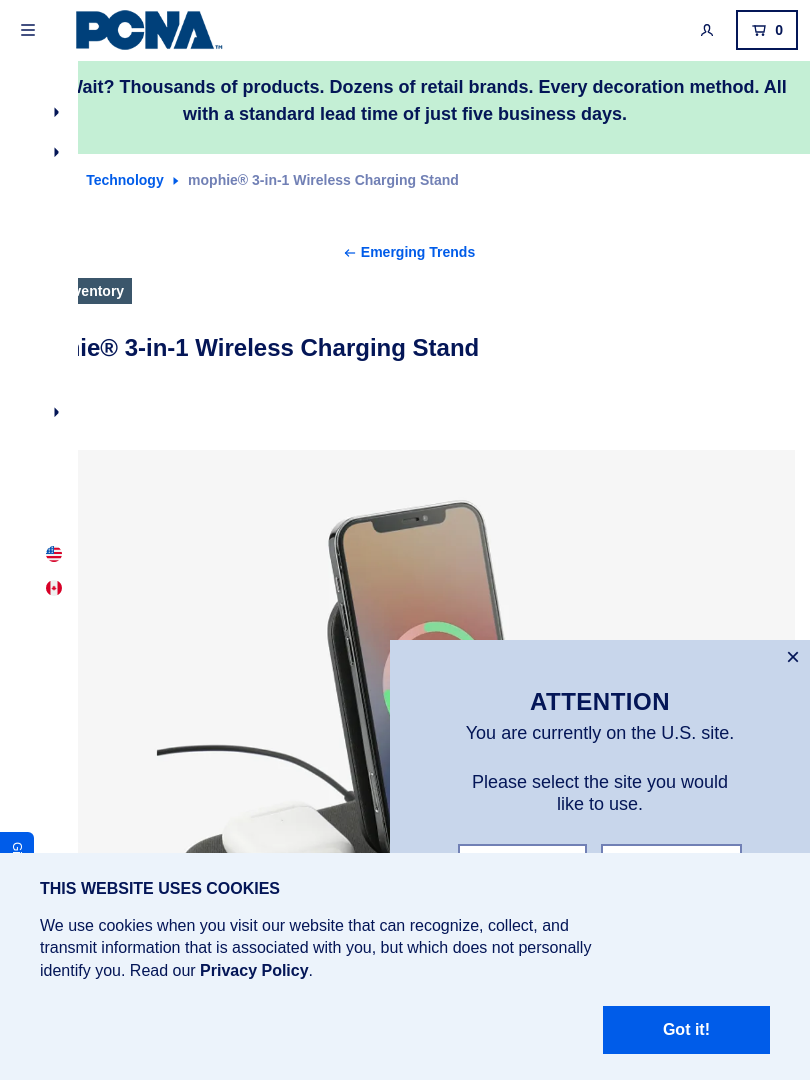 PCNA
0
Wait? Thousands of products. Dozens of retail brands. Every decoration method. All
with a standard lead time of just five business days.
Technology
mophie® 3-in-1 Wireless Charging Stand
← Emerging Trends
3-in-1 Wireless Charging Stand
ATTENTION
You are currently on the U.S. site.
Please select the site you would
like to use.
THIS WEBSITE USES COOKIES
We use cookies when you visit our website that can recognize, collect, and
transmit information that is associated with you, but which does not personally
identify you. Read our Privacy Policy.
Got it!